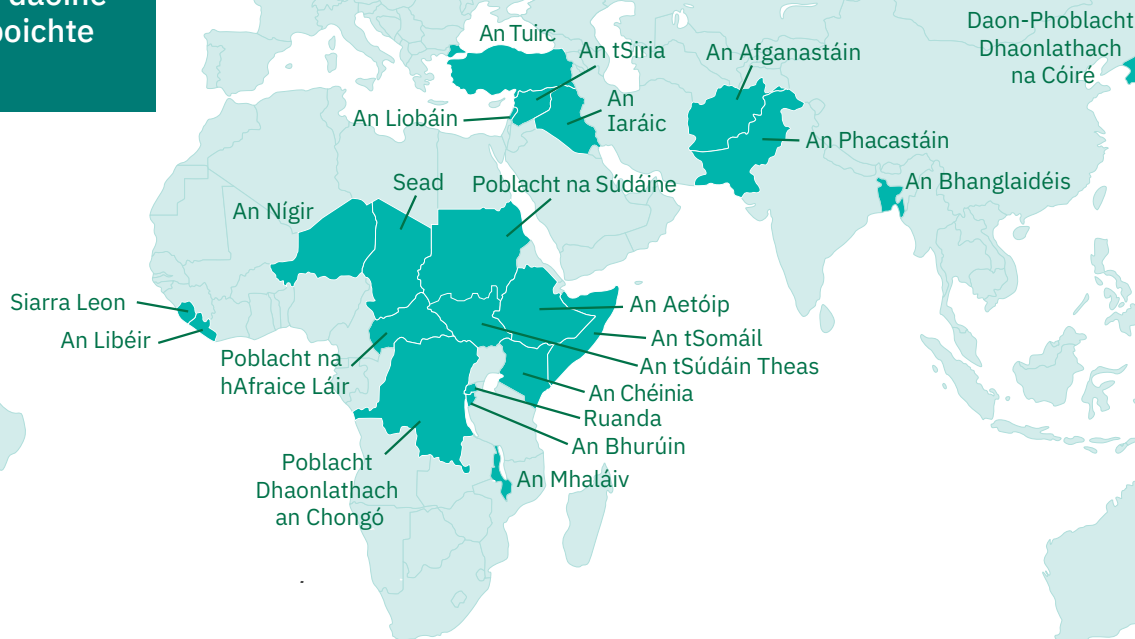 daoine
boichte
An Tuirc
An tSiria
An Afganastáin
Daon-Phoblacht
Dhaonlathach
na Cóiré
An Liobáin
An
Iaráic
An Phacastáin
An Bhanglaidéis
Sead
Poblacht na Súdáine
An Nígir
Siarra Leon
An Libéir
An Aetóip
An tSomáil
An tSúdáin Theas
Poblacht na
hAfraice Láir
An Chéinia
Ruanda
An Bhurúin
Poblacht
Dhaonlathach
an Chongó
An Mhaláiv